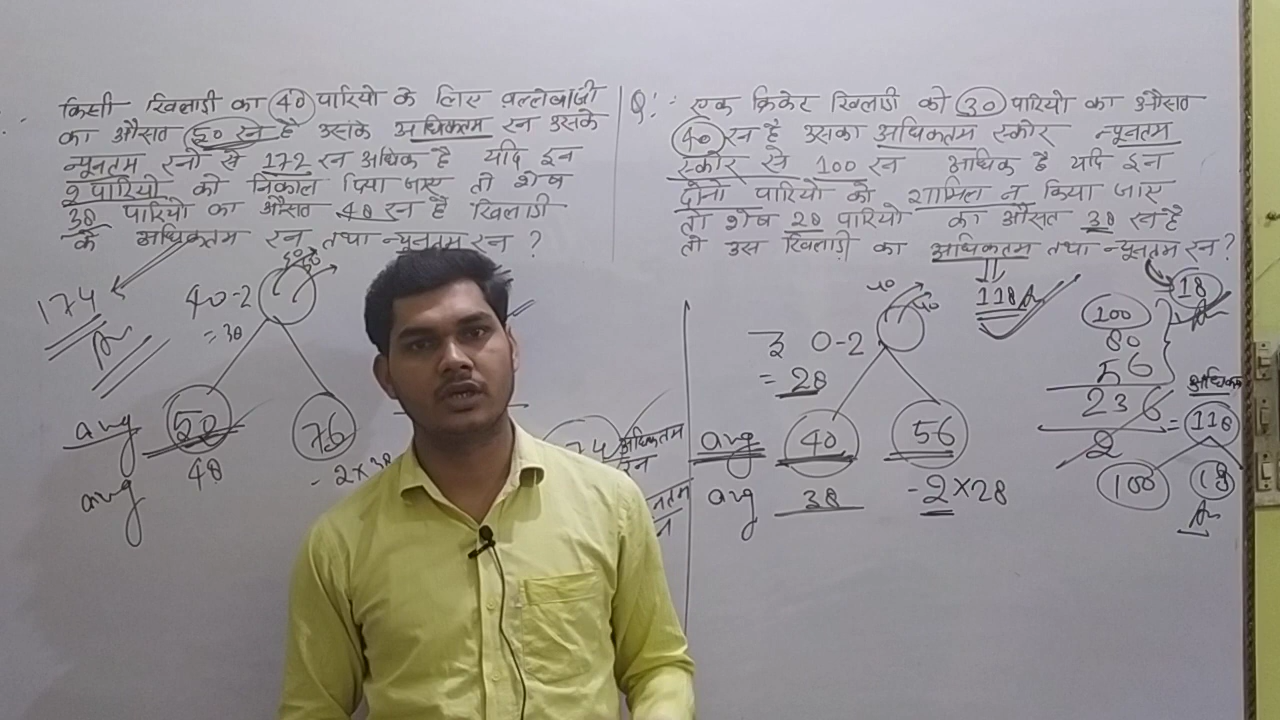 किसी खिलाड़ी का 40 पारियो के लिए बल्लेबाजी
का औसत 50 रन है उसके अधिकतम रन उसके
न्यूनतम रनो से 172 रन अधिक है यदि इन
2 पारियो को निकाल दिया जाए तो शेष
38 पारियो का औसत 48 रन है खिलाड़ी
के अधिकतम रन तथा न्यूनतम रन ?
174
40-2
= 38
avg 50 76
avg 48 - 2×38
अधिकतम
रन
Q:- एक क्रिकेट खिलाड़ी की 30 पारियो का औसत
40 रन है उसका अधिकतम स्कोर न्यूनतम
स्कोर से 100 रन अधिक है यदि इन
दोनो पारियो को शामिल न किया जाए
तो शेष 28 पारियो का औसत 38 रन है
तो उस खिलाड़ी का अधिकतम तथा न्यूनतम रन ?
118 18
30-2
= 28
avg 40 56
avg 38 -2×28
100
80
56
236
2
= 118
अधिकतम
100 18